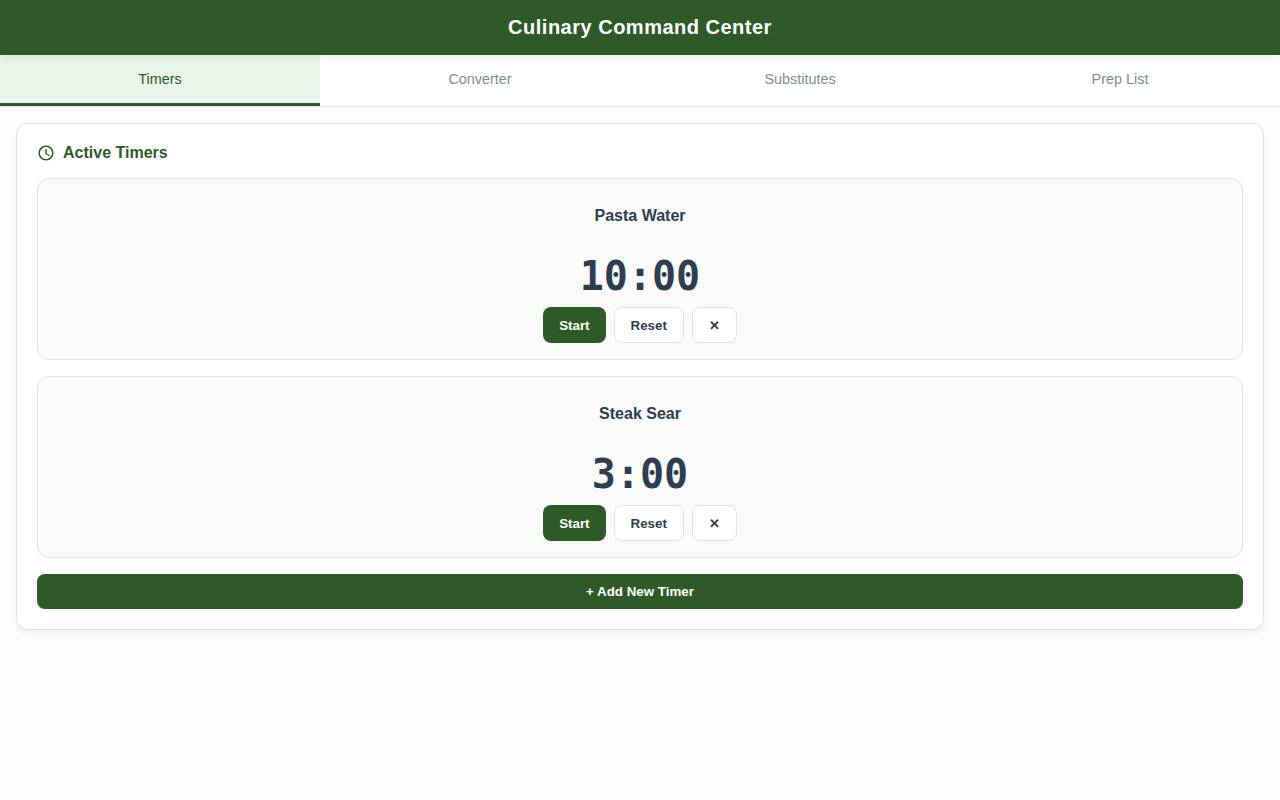 Culinary Command Center
Timers
Converter
Substitutes
Prep List
Active Timers
Pasta Water
10:00
Start
Reset
✕
Steak Sear
3:00
Start
Reset
✕
+ Add New Timer